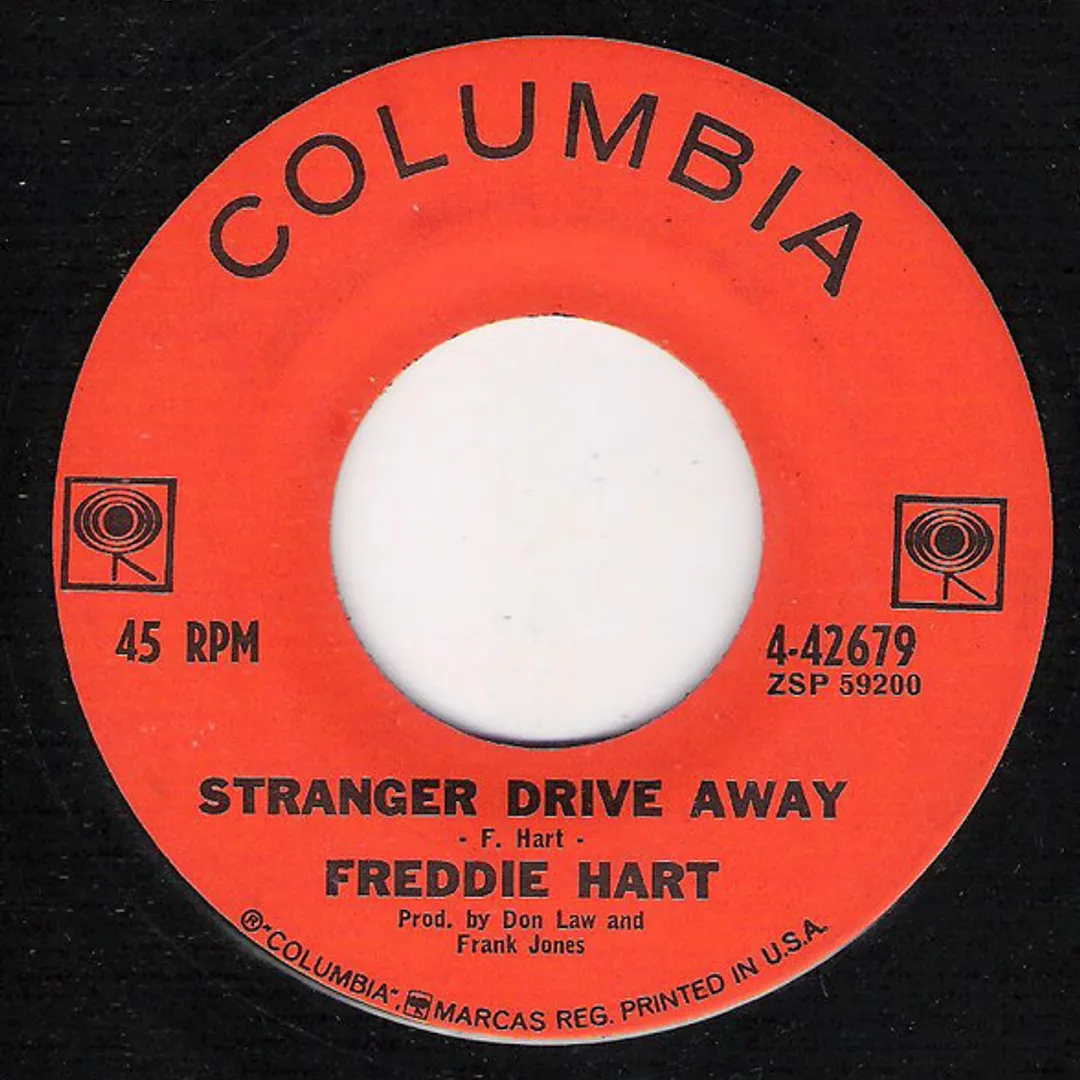 COLUMBIA
45 RPM
4-42679
ZSP 59200
STRANGER DRIVE AWAY
- F. Hart -
FREDDIE HART
Prod. by Don Law and
Frank Jones
®"COLUMBIA", MARCAS REG. PRINTED IN U.S.A.